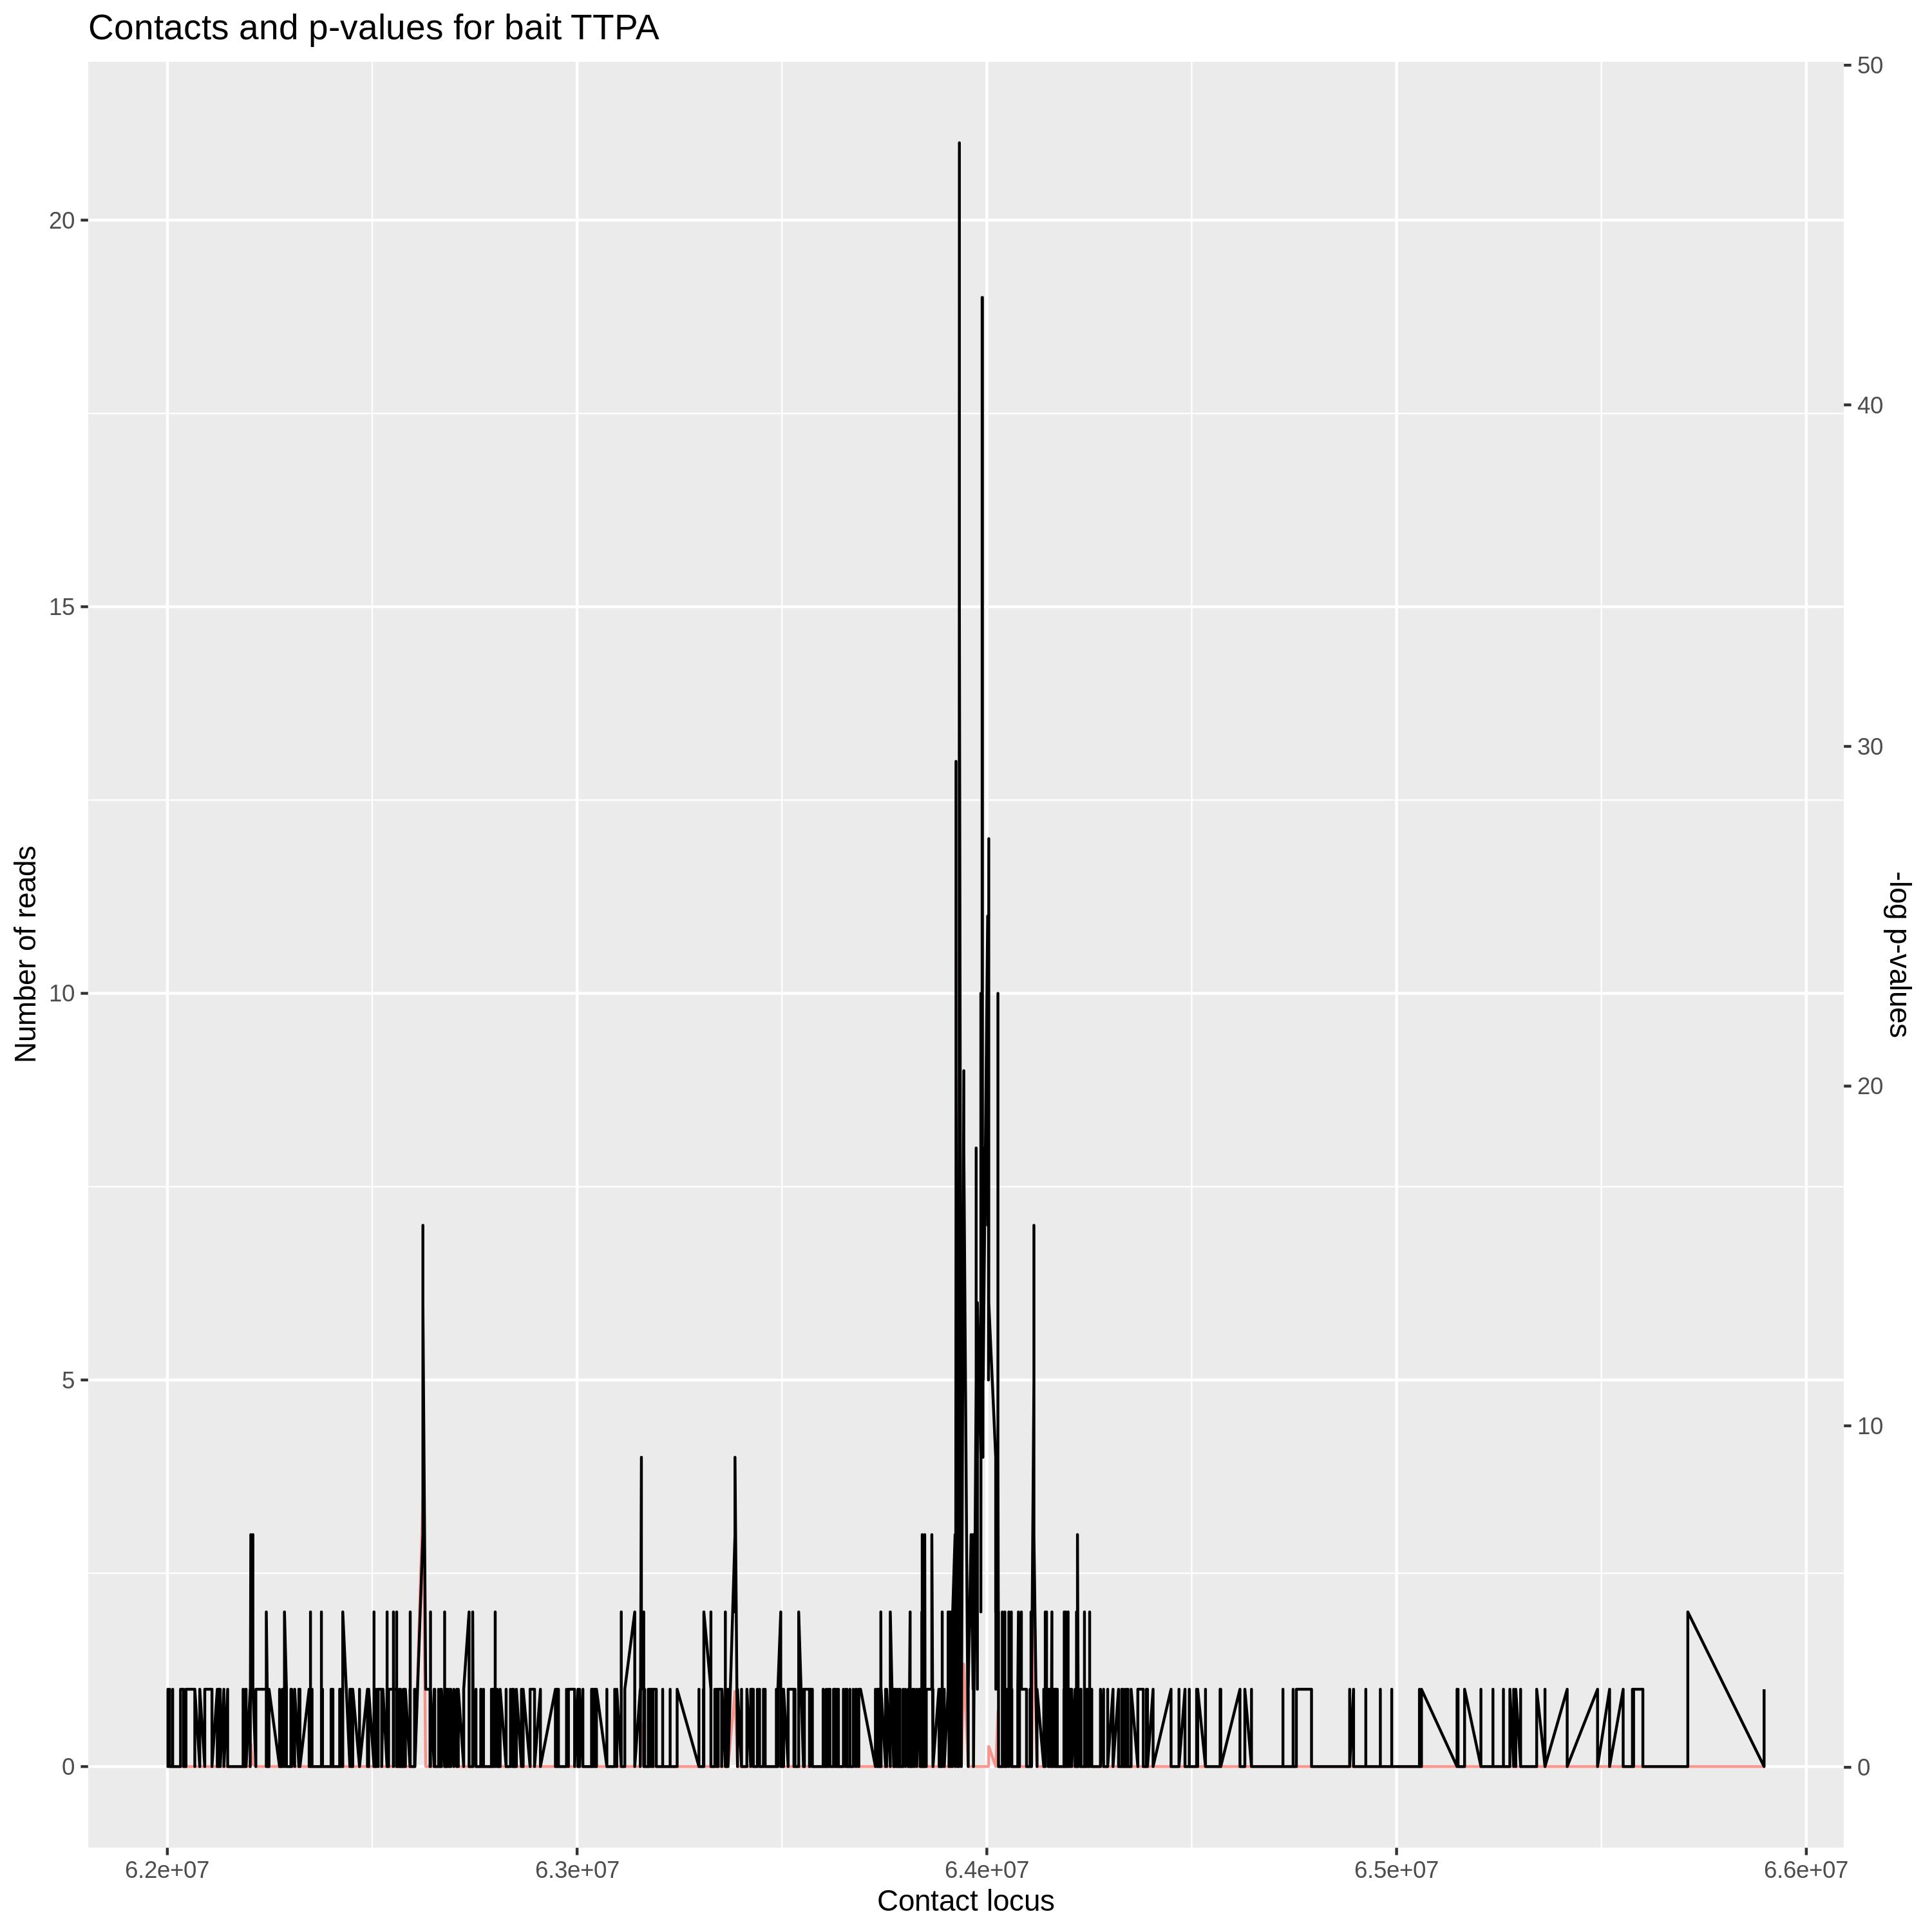 Contacts and p-values for bait TTPA
Number of reads
20
15
10
5
0
50
40
30
20
10
0
-log p-values
6.2e+07
6.3e+07
6.4e+07
6.5e+07
6.6e+07
Contact locus